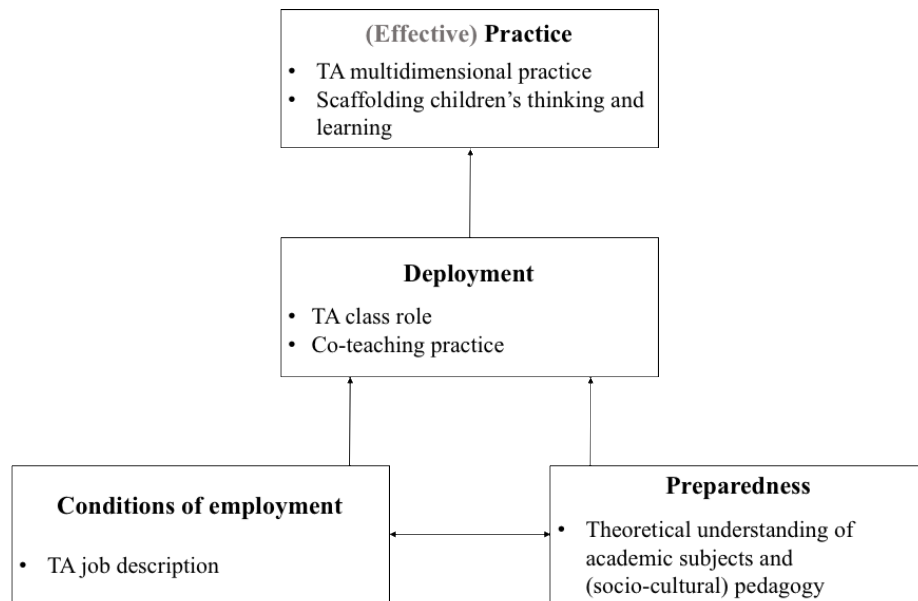 (Effective) Practice
• TA multidimensional practice
• Scaffolding children's thinking and
learning
Deployment
• TA class role
• Co-teaching practice
Conditions of employment
• TA job description
Preparedness
• Theoretical understanding of
academic subjects and
(socio-cultural) pedagogy